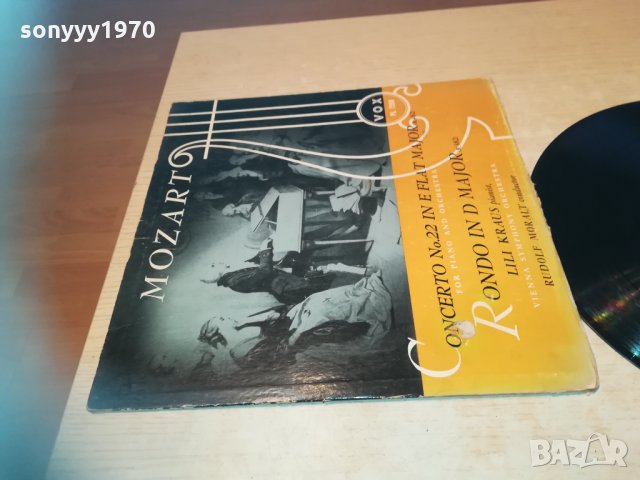 sonyyy1970
MOZART
VOX
CONCERTO No.22 IN E FLAT MAJOR
FOR PIANO AND ORCHESTRA
RONDO IN D MAJOR
LILI KRAUS pianist,
VIENNA SYMPHONY ORCHESTRA
RUDOLF MORALT conductor
BAZAR